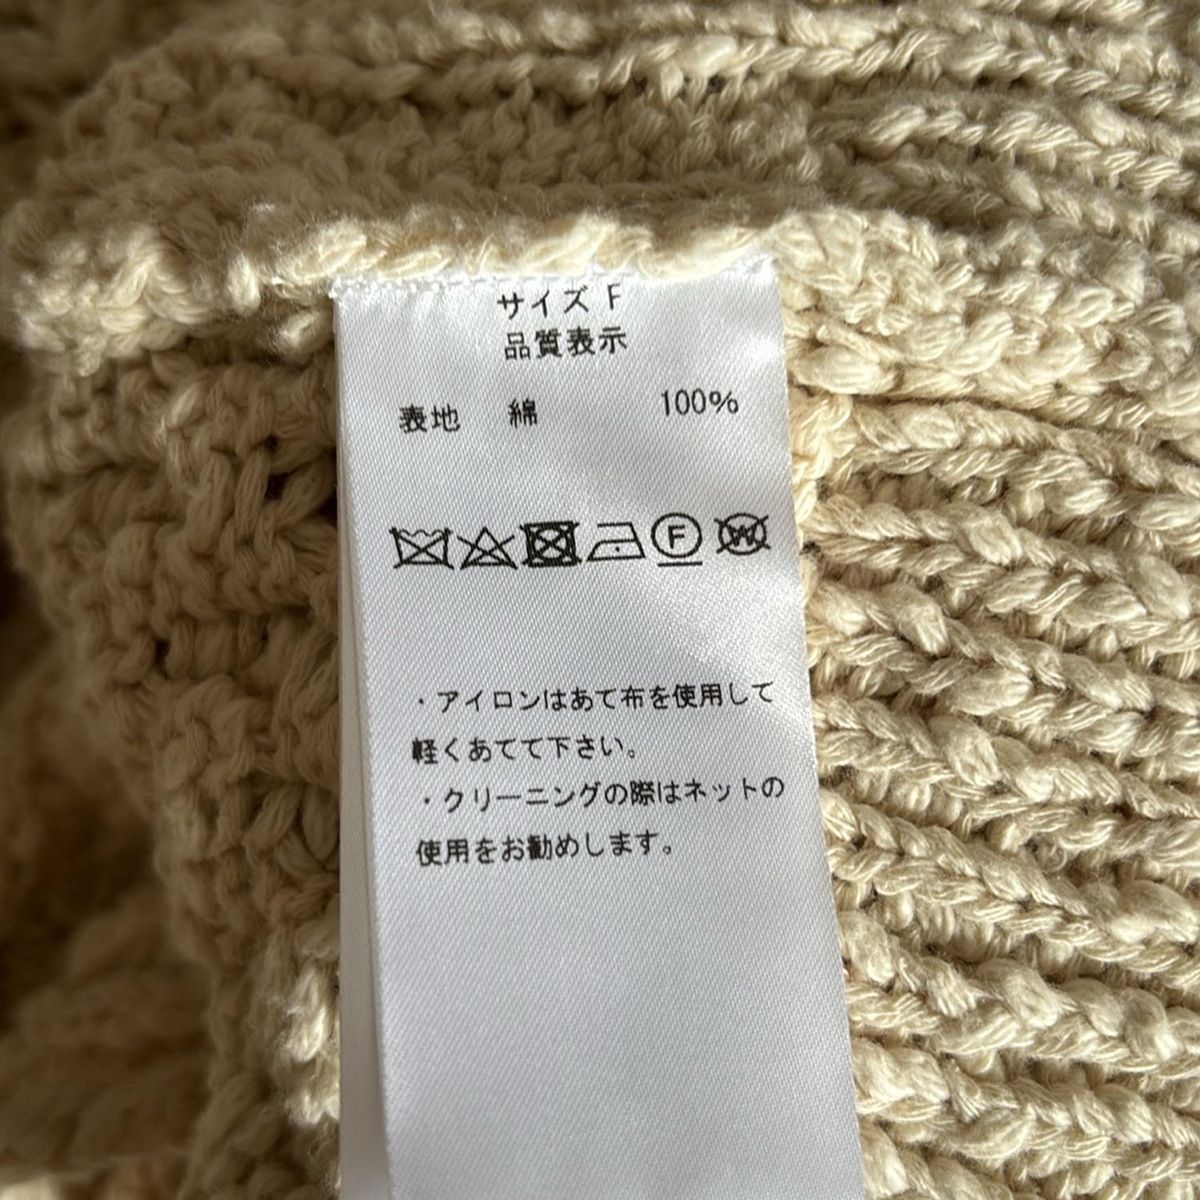 サイズ F
品質表示
表地 綿 100%
F W
・アイロンはあて布を使用して
軽くあてて下さい。
・クリーニングの際はネットの
使用をお勧めします。